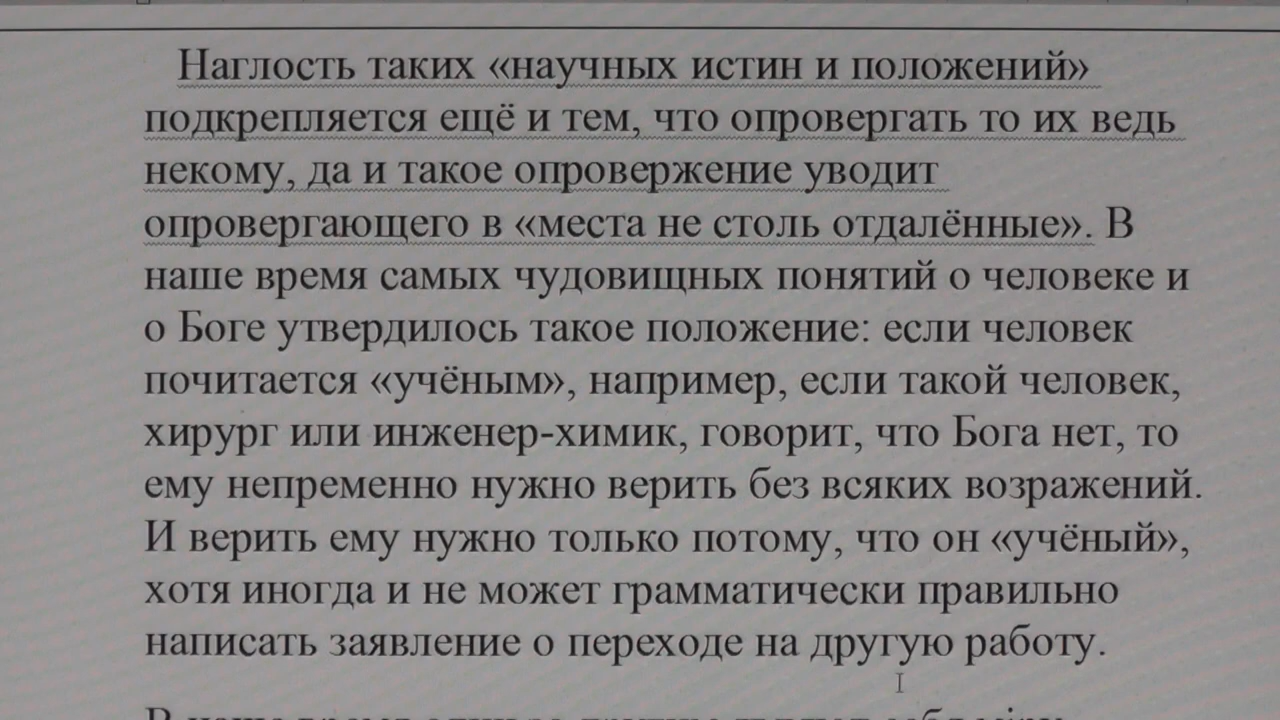 Наглость таких «научных истин и положений»
подкрепляется ещё и тем, что опровергать то их ведь
некому, да и такое опровержение уводит
опровергающего в «места не столь отдалённые». В
наше время самых чудовищных понятий о человеке и
о Боге утвердилось такое положение: если человек
почитается «учёным», например, если такой человек,
хирург или инженер-химик, говорит, что Бога нет, то
ему непременно нужно верить без всяких возражений.
И верить ему нужно только потому, что он «учёный»,
хотя иногда и не может грамматически правильно
написать заявление о переходе на другую работу.
В наше время